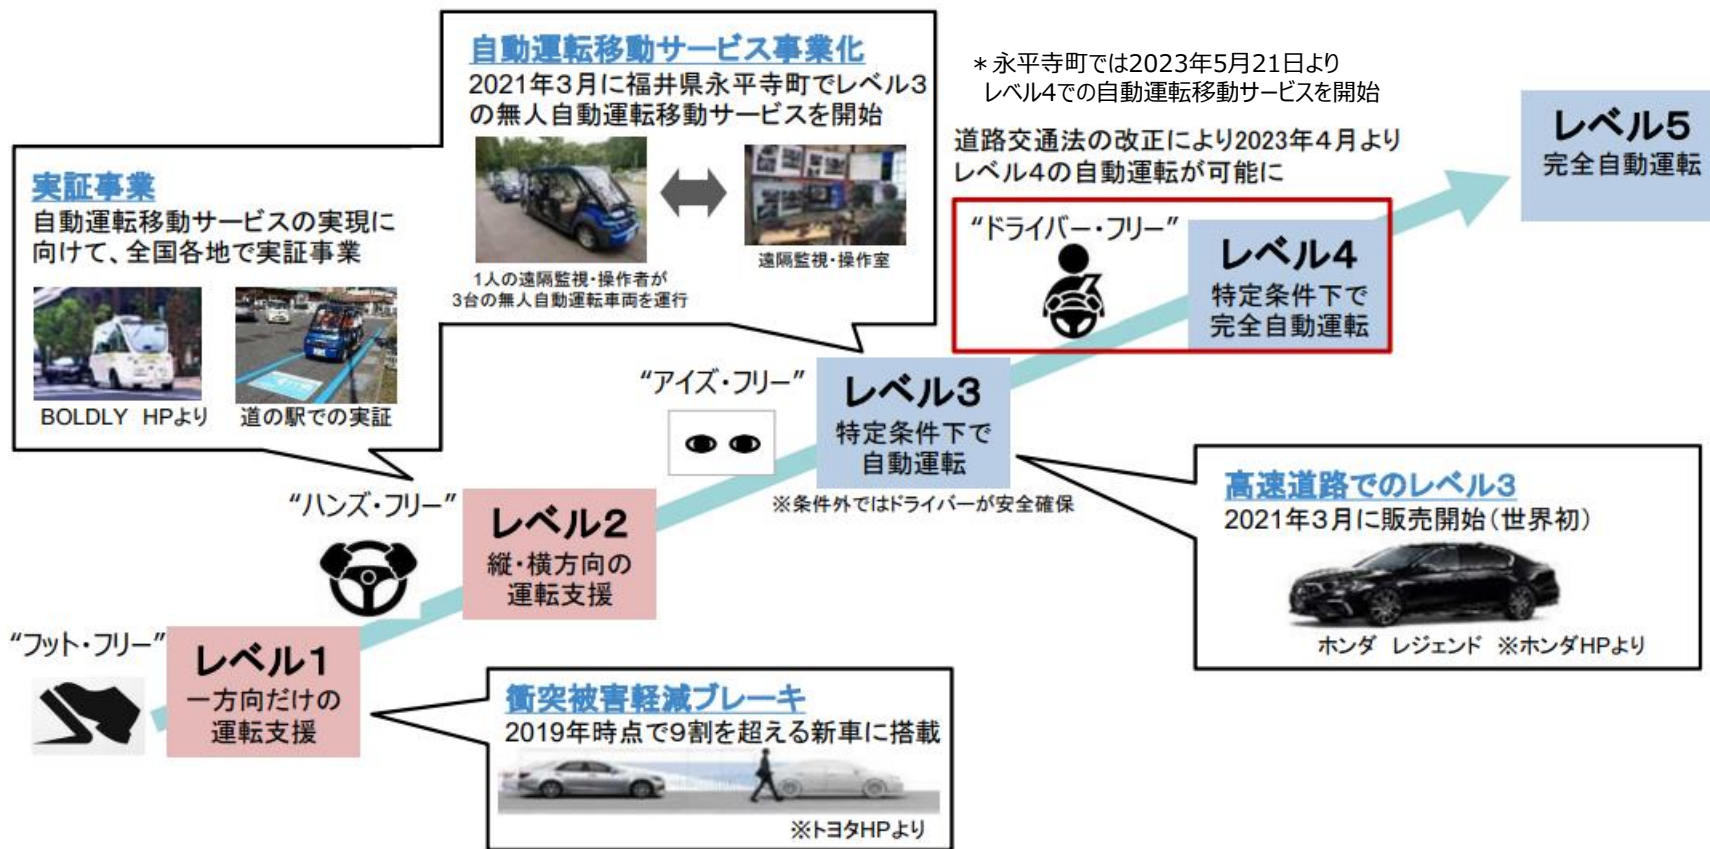 自動運転移動サービス事業化
2021年３月に福井県永平寺町でレベル３
の無人自動運転移動サービスを開始
１人の遠隔監視・操作者が
３台の無人自動運転車両を運行
遠隔監視・操作室
＊永平寺町では2023年5月21日より
レベル4での自動運転移動サービスを開始
道路交通法の改正により2023年４月より
レベル４の自動運転が可能に
レベル５
完全自動運転
実証事業
自動運転移動サービスの実現に
向けて、全国各地で実証事業
BOLDLY HPより
道の駅での実証
“ドライバー・フリー”
レベル４
特定条件下で
完全自動運転
“アイズ・フリー”
レベル３
特定条件下で
自動運転
※条件外ではドライバーが安全確保
高速道路でのレベル３
2021年３月に販売開始（世界初）
ホンダ レジェンド ※ホンダHPより
“ハンズ・フリー”
レベル２
縦・横方向の
運転支援
“フット・フリー”
レベル１
一方向だけの
運転支援
衝突被害軽減ブレーキ
2019年時点で９割を超える新車に搭載
※トヨタHPより